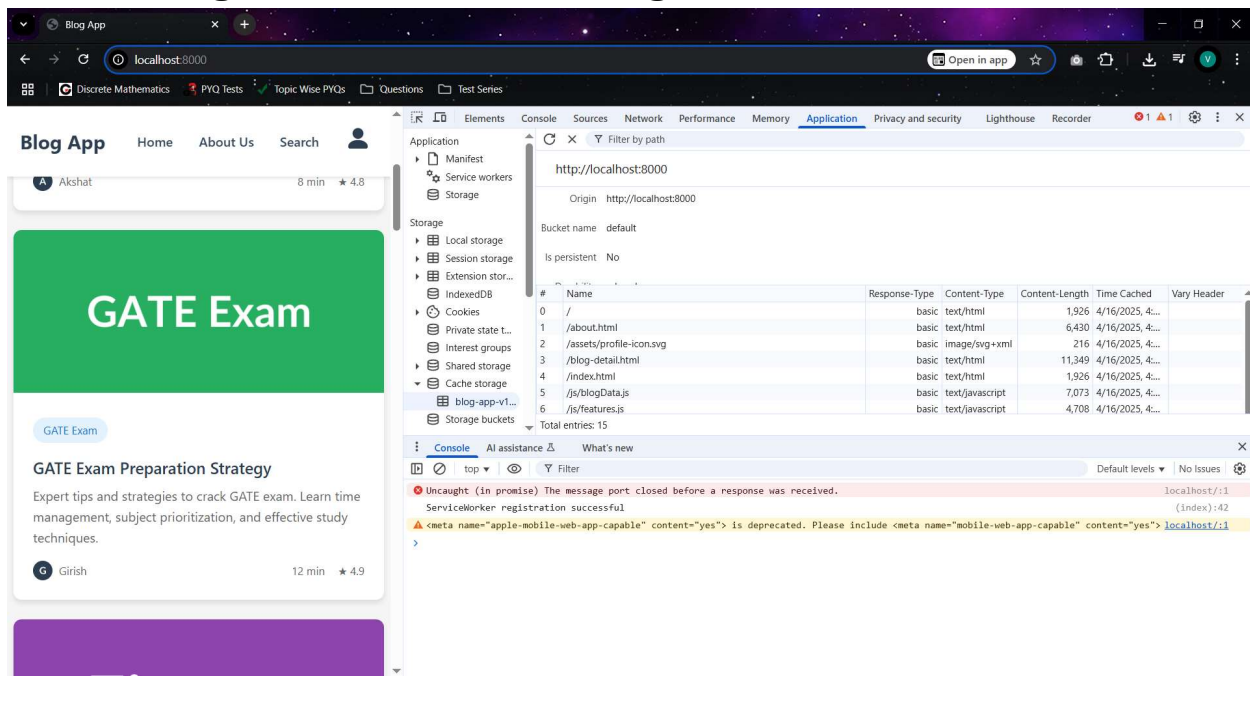 Blog App
localhost:8000
Open in app
V
Discrete Mathematics PYQ Tests Topic Wise PYQs Questions Test Series
Blog App Home About Us Search
A Akshat 8 min ★ 4.8
GATE Exam
GATE Exam
GATE Exam Preparation Strategy
Expert tips and strategies to crack GATE exam. Learn time
management, subject prioritization, and effective study
techniques.
G Girish 12 min ★ 4.9
Elements Console Sources Network Performance Memory Application Privacy and security Lighthouse Recorder 1 1
Application
Manifest
Service workers
Storage
Storage
Local storage
Session storage
Extension stor...
IndexedDB
Cookies
Private state t...
Interest groups
Shared storage
Cache storage
blog-app-v1...
Storage buckets
Filter by path
http://localhost:8000
Origin http://localhost:8000
Bucket name default
Is persistent No
# Name Response-Type Content-Type Content-Length Time Cached Vary Header
0 / basic text/html 1,926 4/16/2025, 4:...
1 /about.html basic text/html 6,430 4/16/2025, 4:...
2 /assets/profile-icon.svg basic image/svg+xml 216 4/16/2025, 4:...
3 /blog-detail.html basic text/html 11,349 4/16/2025, 4:...
4 /index.html basic text/html 1,926 4/16/2025, 4:...
5 /js/blogData.js basic text/javascript 7,073 4/16/2025, 4:...
6 /js/features.js basic text/javascript 4,708 4/16/2025, 4:...
Total entries: 15
Console AI assistance What's new
top Filter Default levels No Issues
Uncaught (in promise) The message port closed before a response was received. localhost/:1
ServiceWorker registration successful (index):42
<meta name="apple-mobile-web-app-capable" content="yes"> is deprecated. Please include <meta name="mobile-web-app-capable" content="yes"> localhost/:1